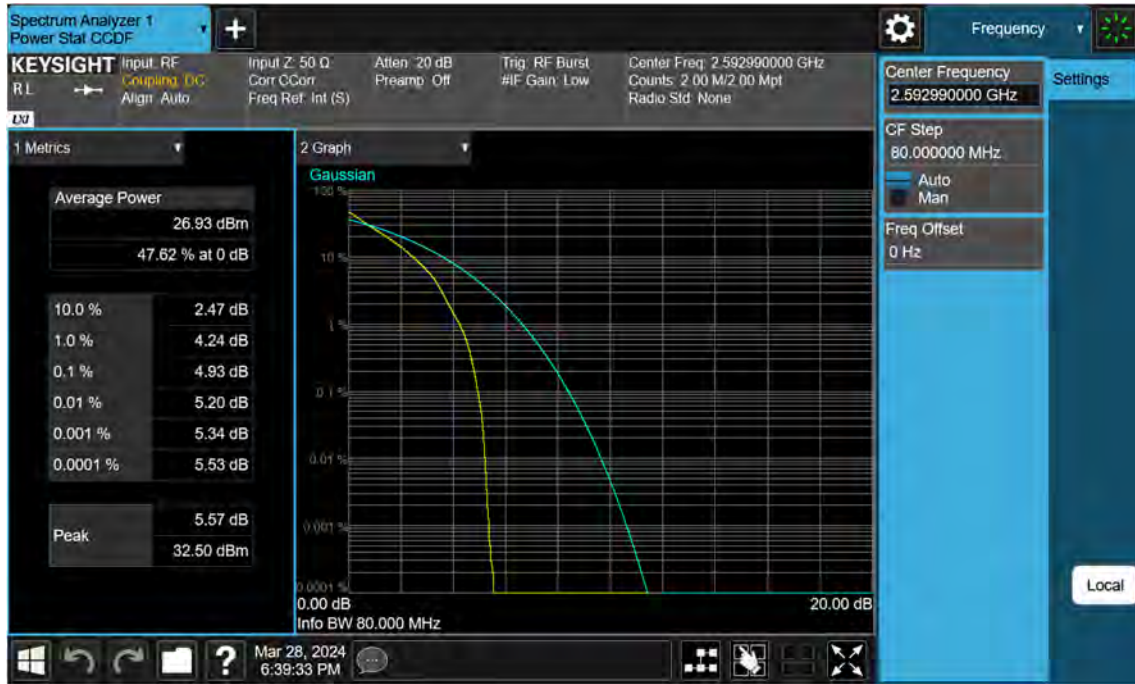 Spectrum Analyzer 1
Power Stat CCDF
+
Frequency
KEYSIGHT
Input: RF
Input Z: 50 Ω
Atten: 20 dB
Trig: RF Burst
Center Freq: 2.592990000 GHz
RL
Coupling: DC
Corr CCorr
Preamp: Off
#IF Gain: Low
Counts: 2.00 M/2.00 Mpt
Align: Auto
Freq Ref: Int (S)
Radio Std: None
LXI
Center Frequency
2.592990000 GHz
Settings
CF Step
80.000000 MHz
Auto
Man
Freq Offset
0 Hz
1 Metrics
Average Power
26.93 dBm
47.62 % at 0 dB
10.0 % 2.47 dB
1.0 % 4.24 dB
0.1 % 4.93 dB
0.01 % 5.20 dB
0.001 % 5.34 dB
0.0001 % 5.53 dB
Peak
5.57 dB
32.50 dBm
2 Graph
Gaussian
100 %
10 %
1 %
0.1 %
0.01 %
0.001 %
0.0001 %
0.00 dB 20.00 dB
Info BW 80.000 MHz
Local
?
Mar 28, 2024
6:39:33 PM